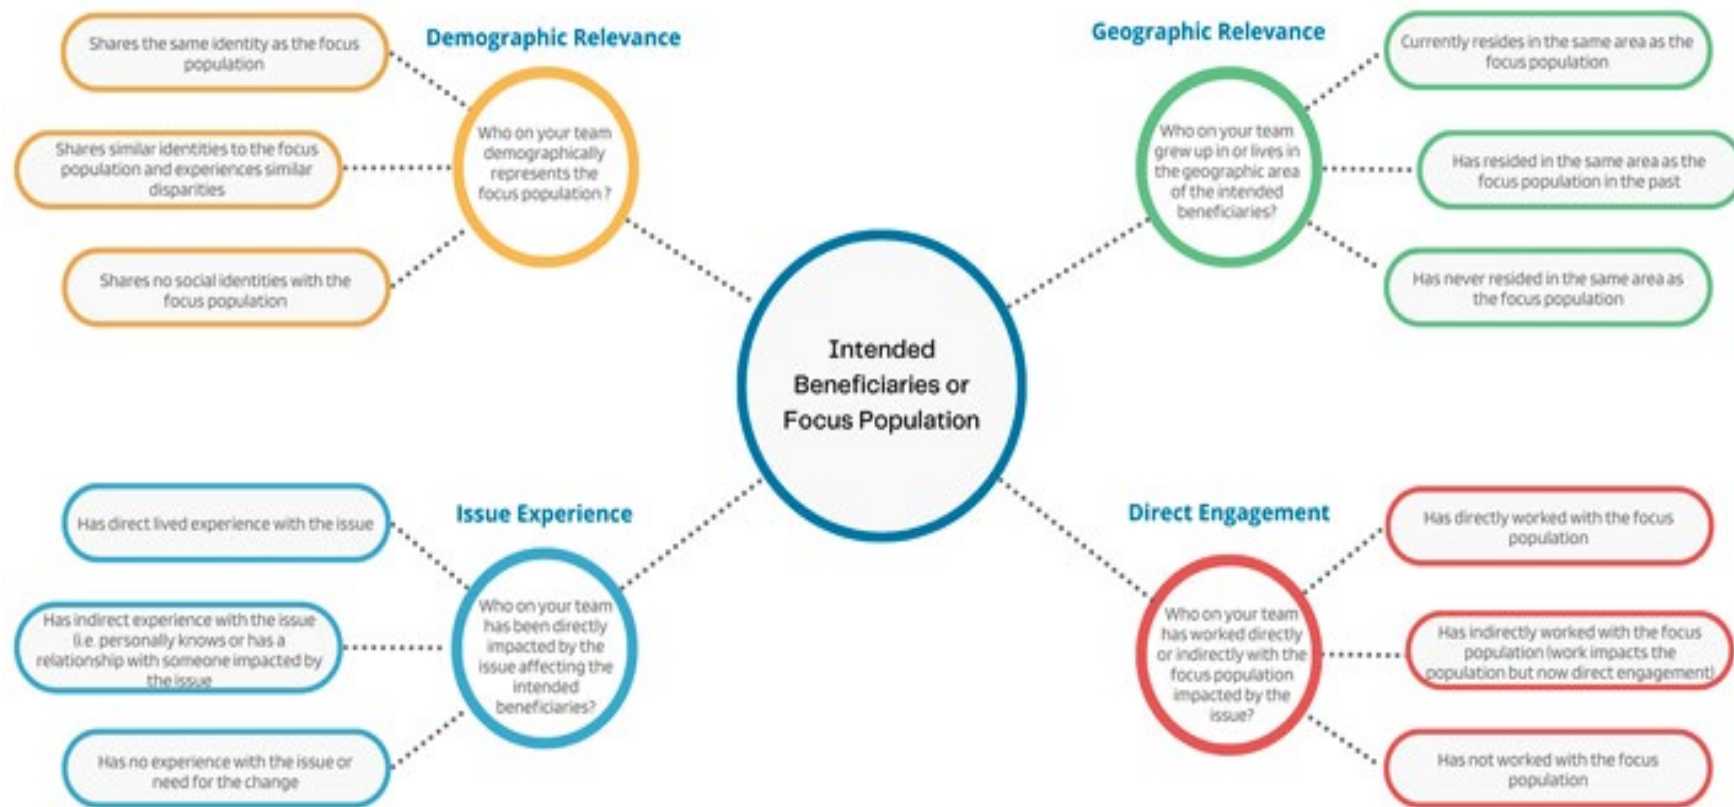 Demographic Relevance
Shares the same identity as the focus
population
Shares similar identities to the focus
population and experiences similar
disparities
Shares no social identities with the
focus population
Who on your team
demographically
represents the
focus population ?
Geographic Relevance
Who on your team
grew up in or lives in
the geographic area
of the intended
beneficiaries?
Currently resides in the same area as the
focus population
Has resided in the same area as the
focus population in the past
Has never resided in the same area as
the focus population
Intended
Beneficiaries or
Focus Population
Issue Experience
Has direct lived experience with the issue
Has indirect experience with the issue
(i.e. personally knows or has a
relationship with someone impacted by
the issue
Has no experience with the issue or
need for the change
Who on your team
has been directly
impacted by the
issue affecting the
intended
beneficiaries?
Direct Engagement
Who on your team
has worked directly
or indirectly with the
focus population
impacted by the
issue?
Has directly worked with the focus
population
Has indirectly worked with the focus
population (work impacts the
population but now direct engagement)
Has not worked with the focus
population